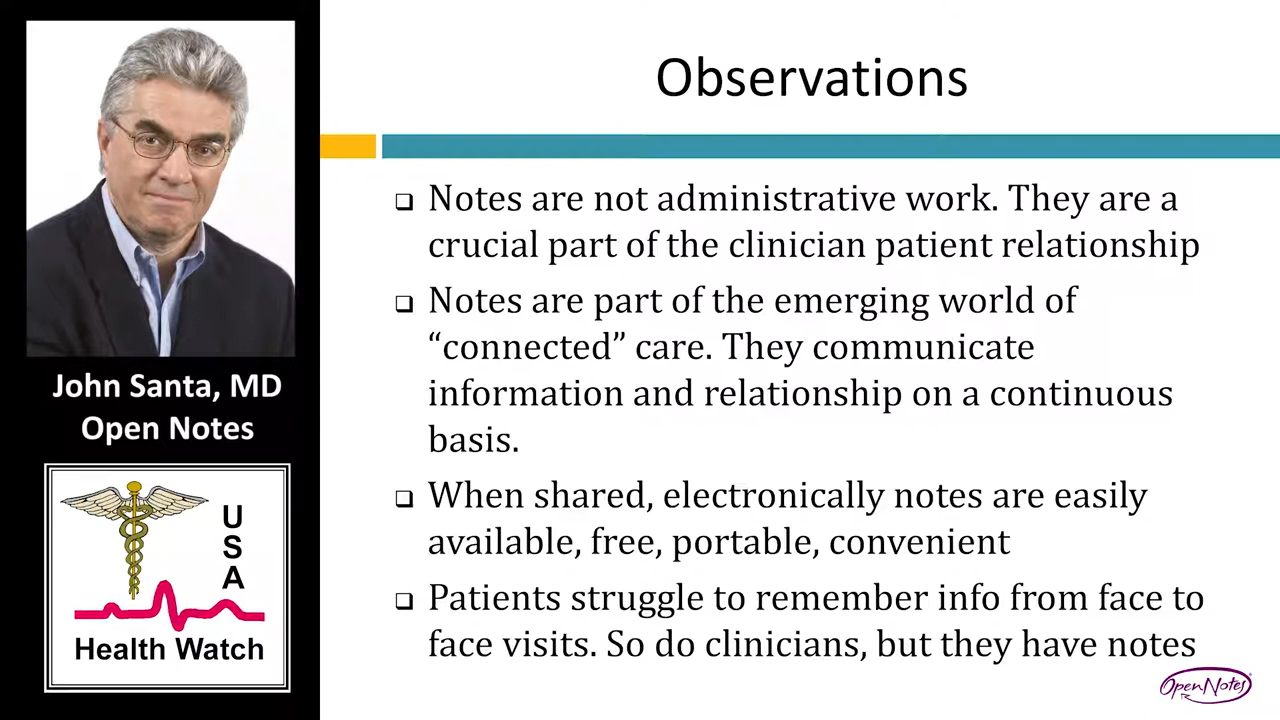 Observations
Notes are not administrative work. They are a
crucial part of the clinician patient relationship
Notes are part of the emerging world of
“connected” care. They communicate
information and relationship on a continuous
basis.
When shared, electronically notes are easily
available, free, portable, convenient
Patients struggle to remember info from face to
face visits. So do clinicians, but they have notes
John Santa, MD
Open Notes
U
S
A
Health Watch
OpenNotes